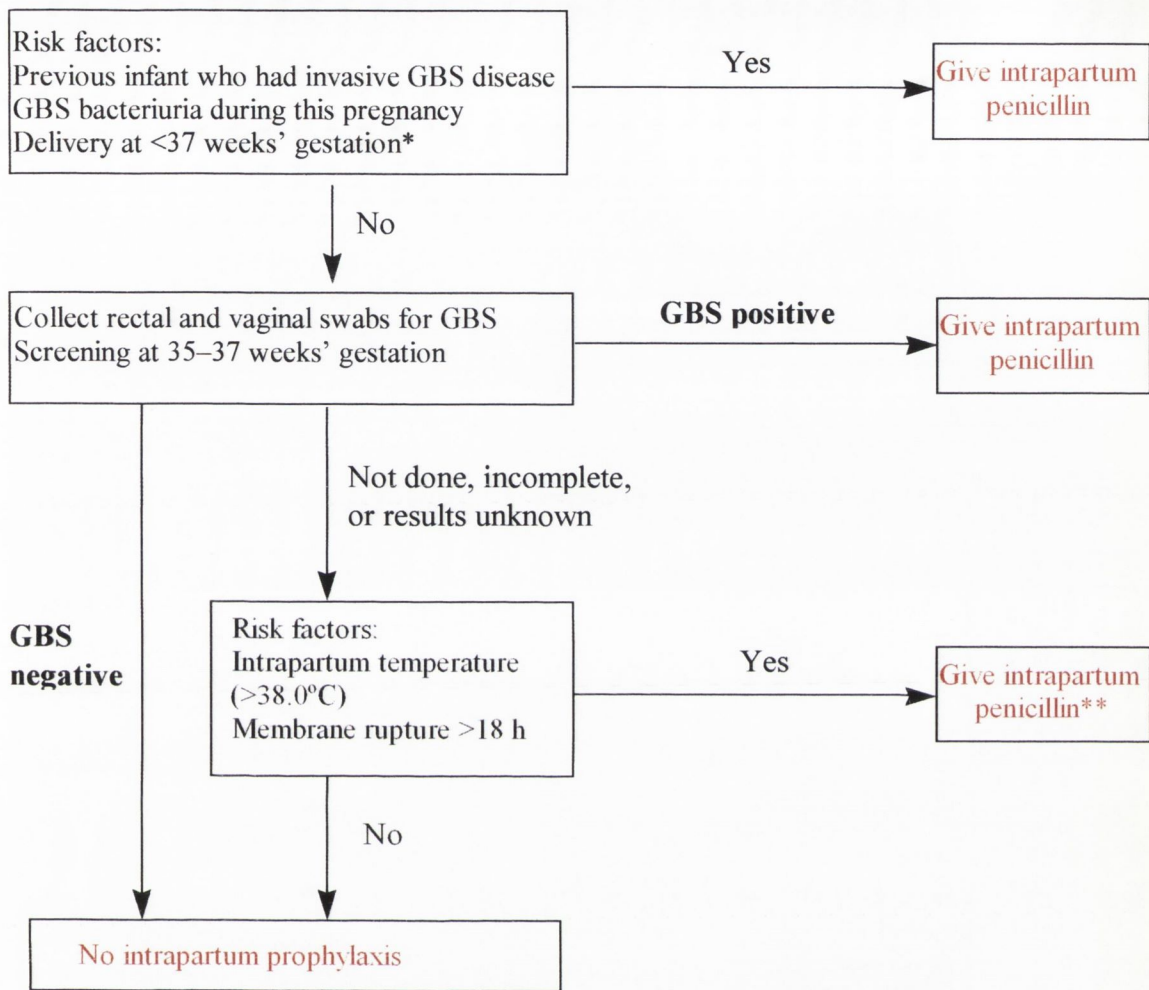 Risk factors:
Previous infant who had invasive GBS disease
GBS bacteriuria during this pregnancy
Delivery at <37 weeks' gestation*
Yes
Give intrapartum
penicillin
No
Collect rectal and vaginal swabs for GBS
Screening at 35–37 weeks' gestation
GBS positive
Give intrapartum
penicillin
Not done, incomplete,
or results unknown
GBS
negative
Risk factors:
Intrapartum temperature
(>38.0ºC)
Membrane rupture >18 h
Yes
Give intrapartum
penicillin**
No
No intrapartum prophylaxis